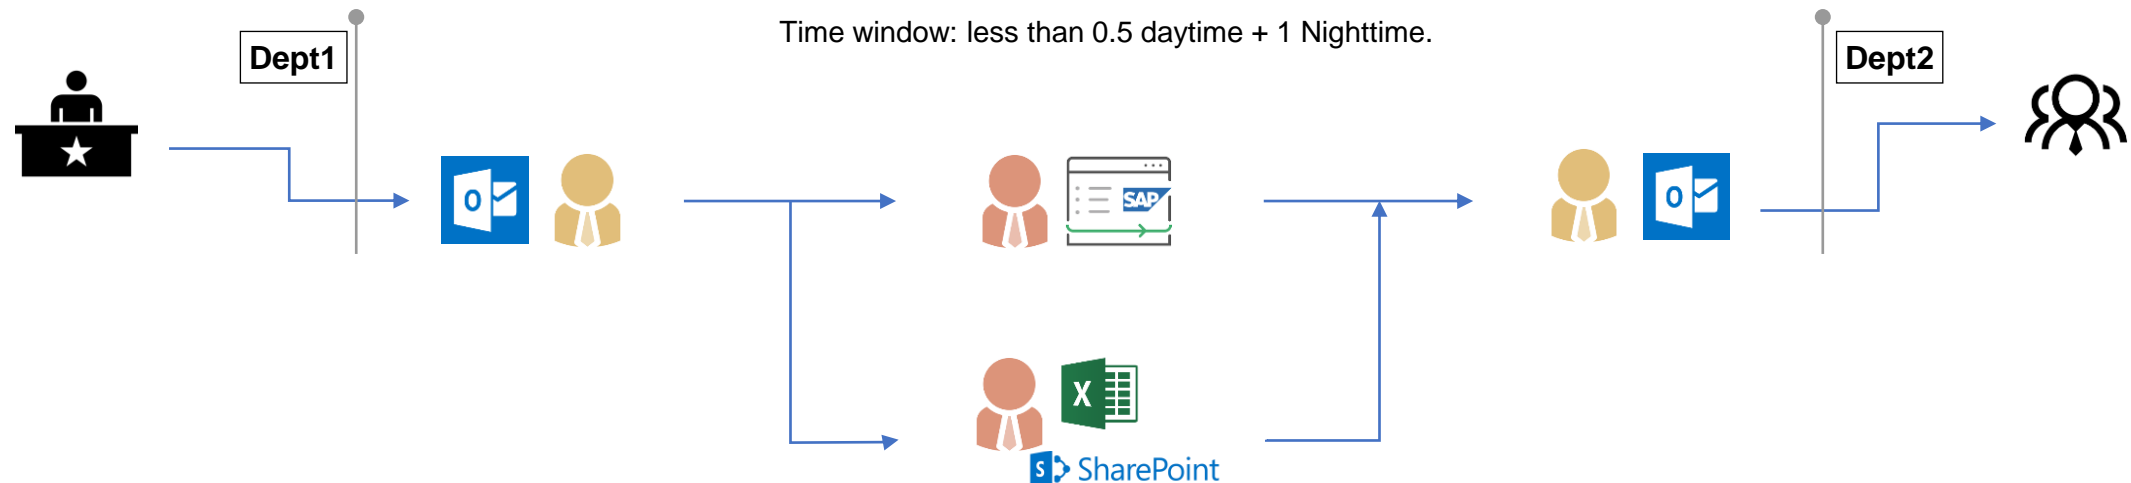 Time window: less than 0.5 daytime + 1 Nighttime.
Dept1
Dept2
O
SAP
O
X
S SharePoint